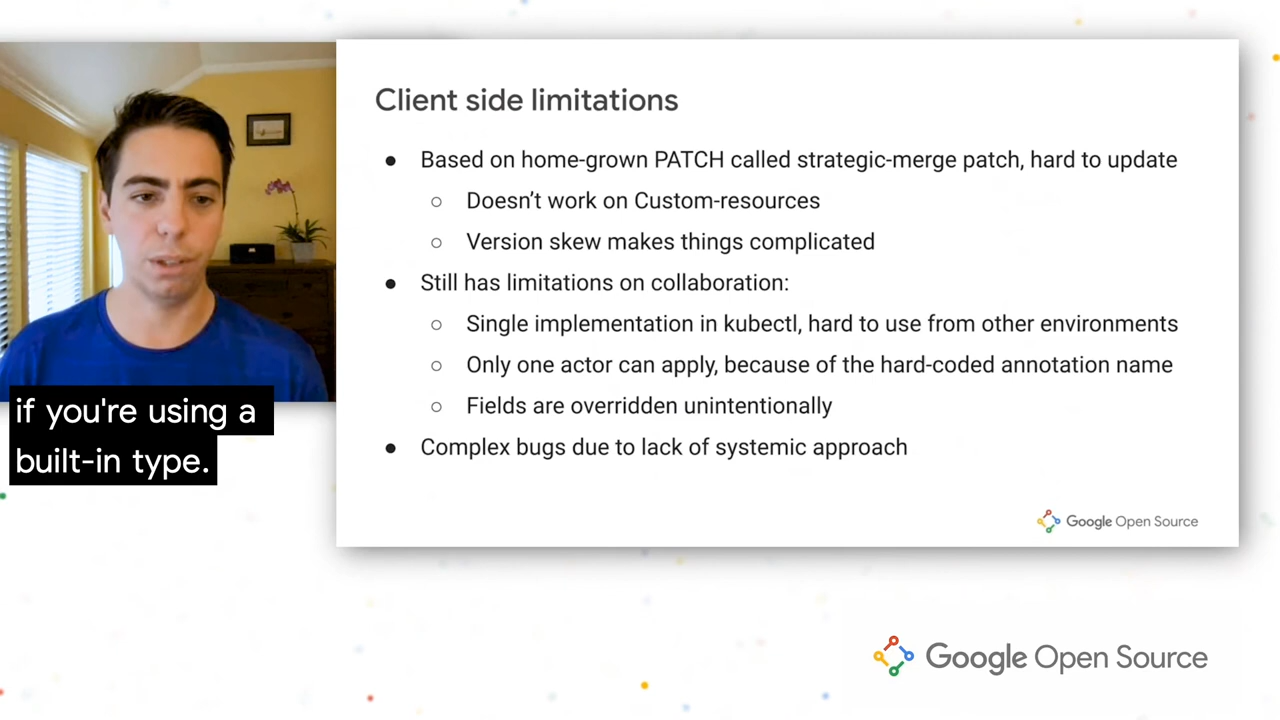 Client side limitations
● Based on home-grown PATCH called strategic-merge patch, hard to update
○ Doesn’t work on Custom-resources
○ Version skew makes things complicated
● Still has limitations on collaboration:
○ Single implementation in kubectl, hard to use from other environments
○ Only one actor can apply, because of the hard-coded annotation name
○ Fields are overridden unintentionally
● Complex bugs due to lack of systemic approach
Google Open Source
if you're using a
built-in type.
Google Open Source